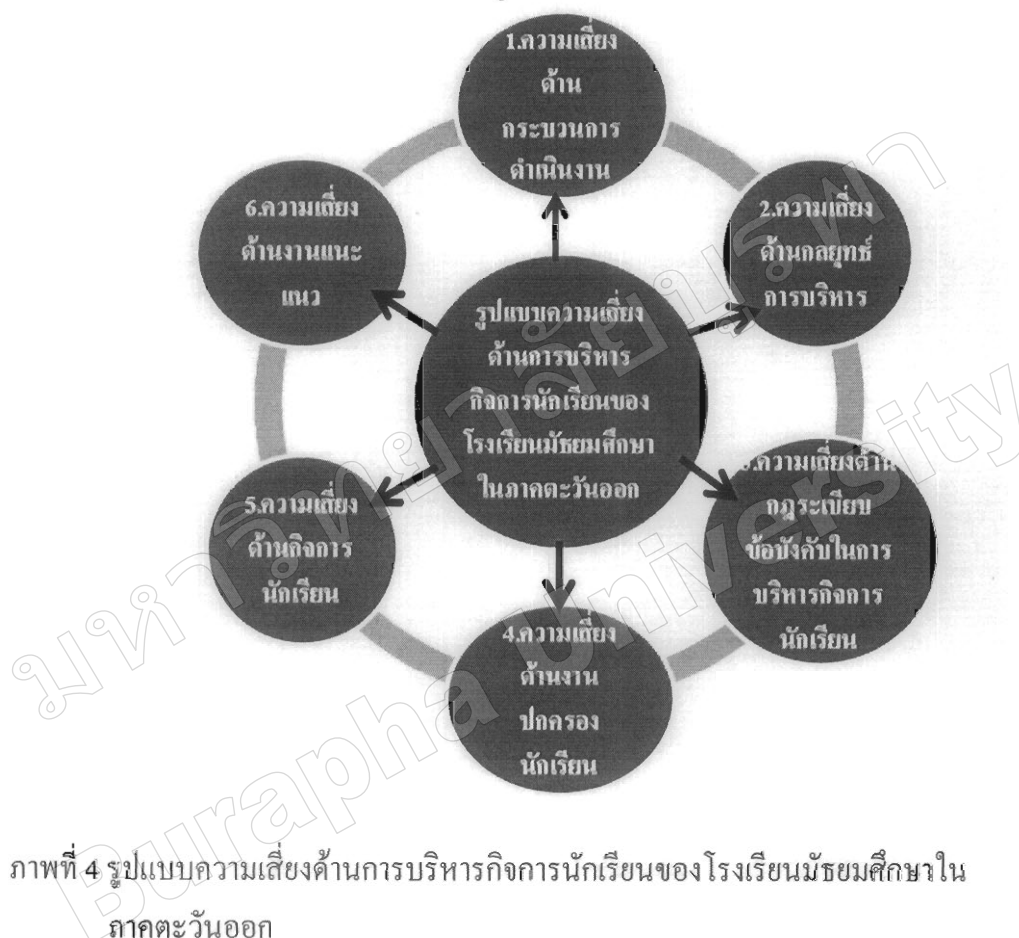 1.ความเสี่ยง
ด้าน
กระบวนการ
ดำเนินงาน
2.ความเสี่ยง
ด้านกลยุทธ์
การบริหาร
3.ความเสี่ยงด้าน
กฎระเบียบ
ข้อบังคับในการ
บริหารกิจการ
นักเรียน
4.ความเสี่ยง
ด้านงาน
ปกครอง
นักเรียน
5.ความเสี่ยง
ด้านกิจการ
นักเรียน
6.ความเสี่ยง
ด้านงานแนะ
แนว
รูปแบบความเสี่ยง
ด้านการบริหาร
กิจการนักเรียนของ
โรงเรียนมัธยมศึกษา
ในภาคตะวันออก
มหาวิทยาลัยบูรพา
Burapha University
ภาพที่ 4 รูปแบบความเสี่ยงด้านการบริหารกิจการนักเรียนของโรงเรียนมัธยมศึกษาใน
ภาคตะวันออก